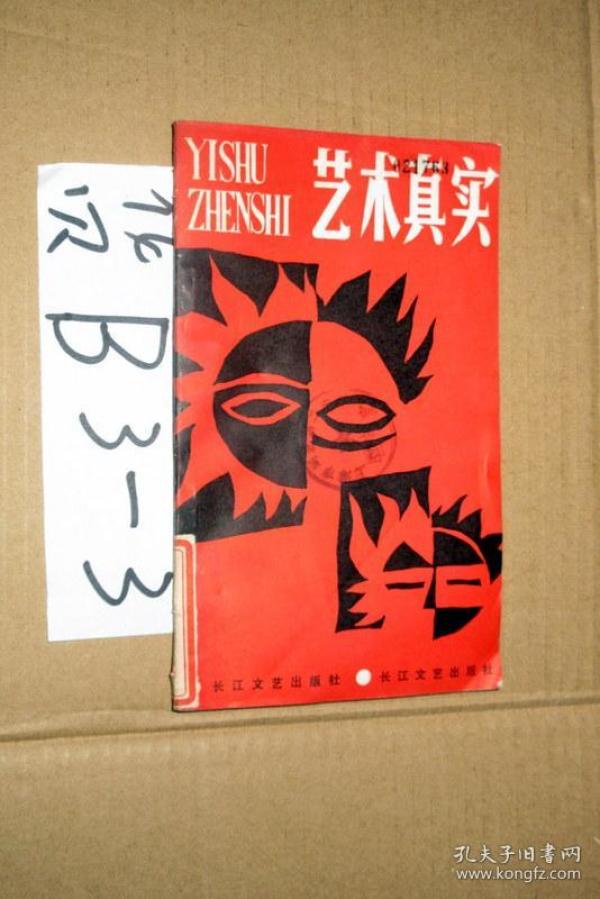 YISHU
ZHENSHI
艺术真实
021763
B3-3
长江文艺出版社 长江文艺出版社
孔夫子旧书网
www.kongfz.com